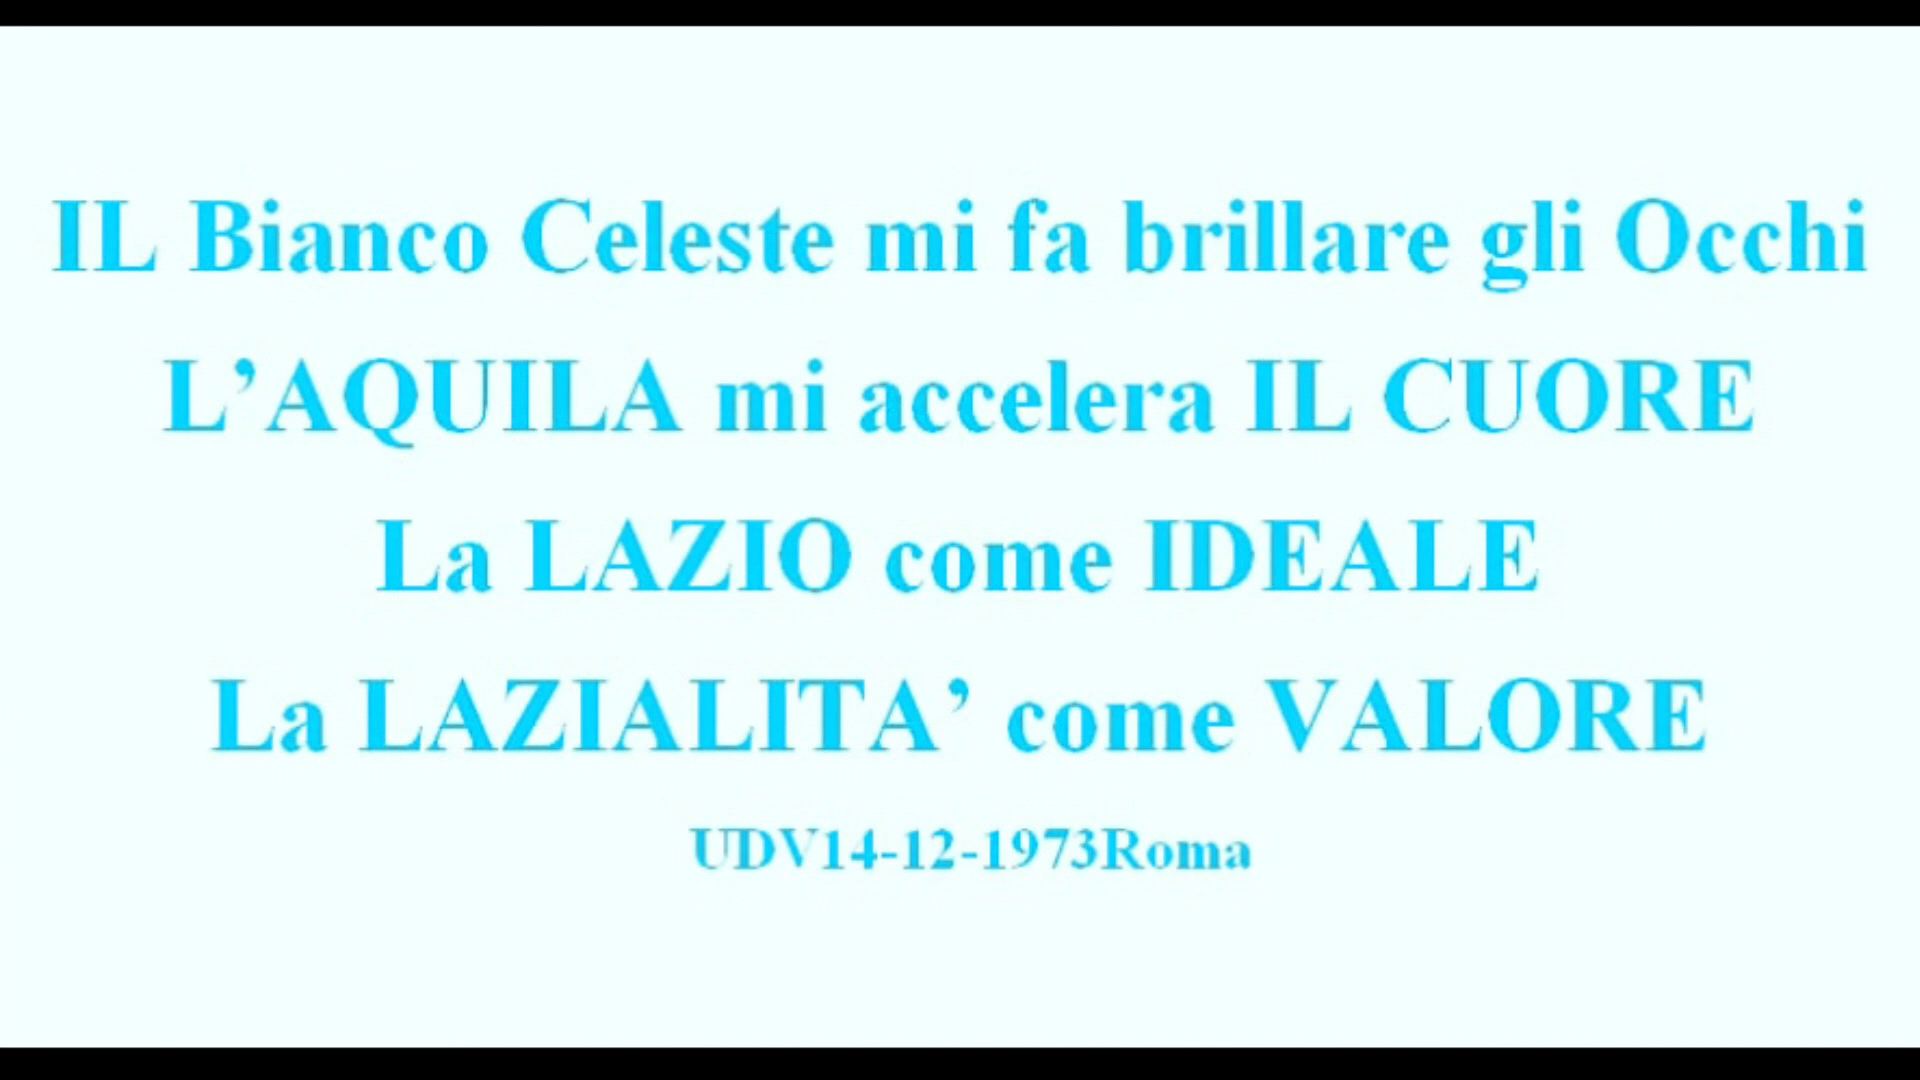 IL Bianco Celeste mi fa brillare gli Occhi
L’AQUILA mi accelera IL CUORE
La LAZIO come IDEALE
La LAZIALITA’ come VALORE
UDV14-12-1973Roma